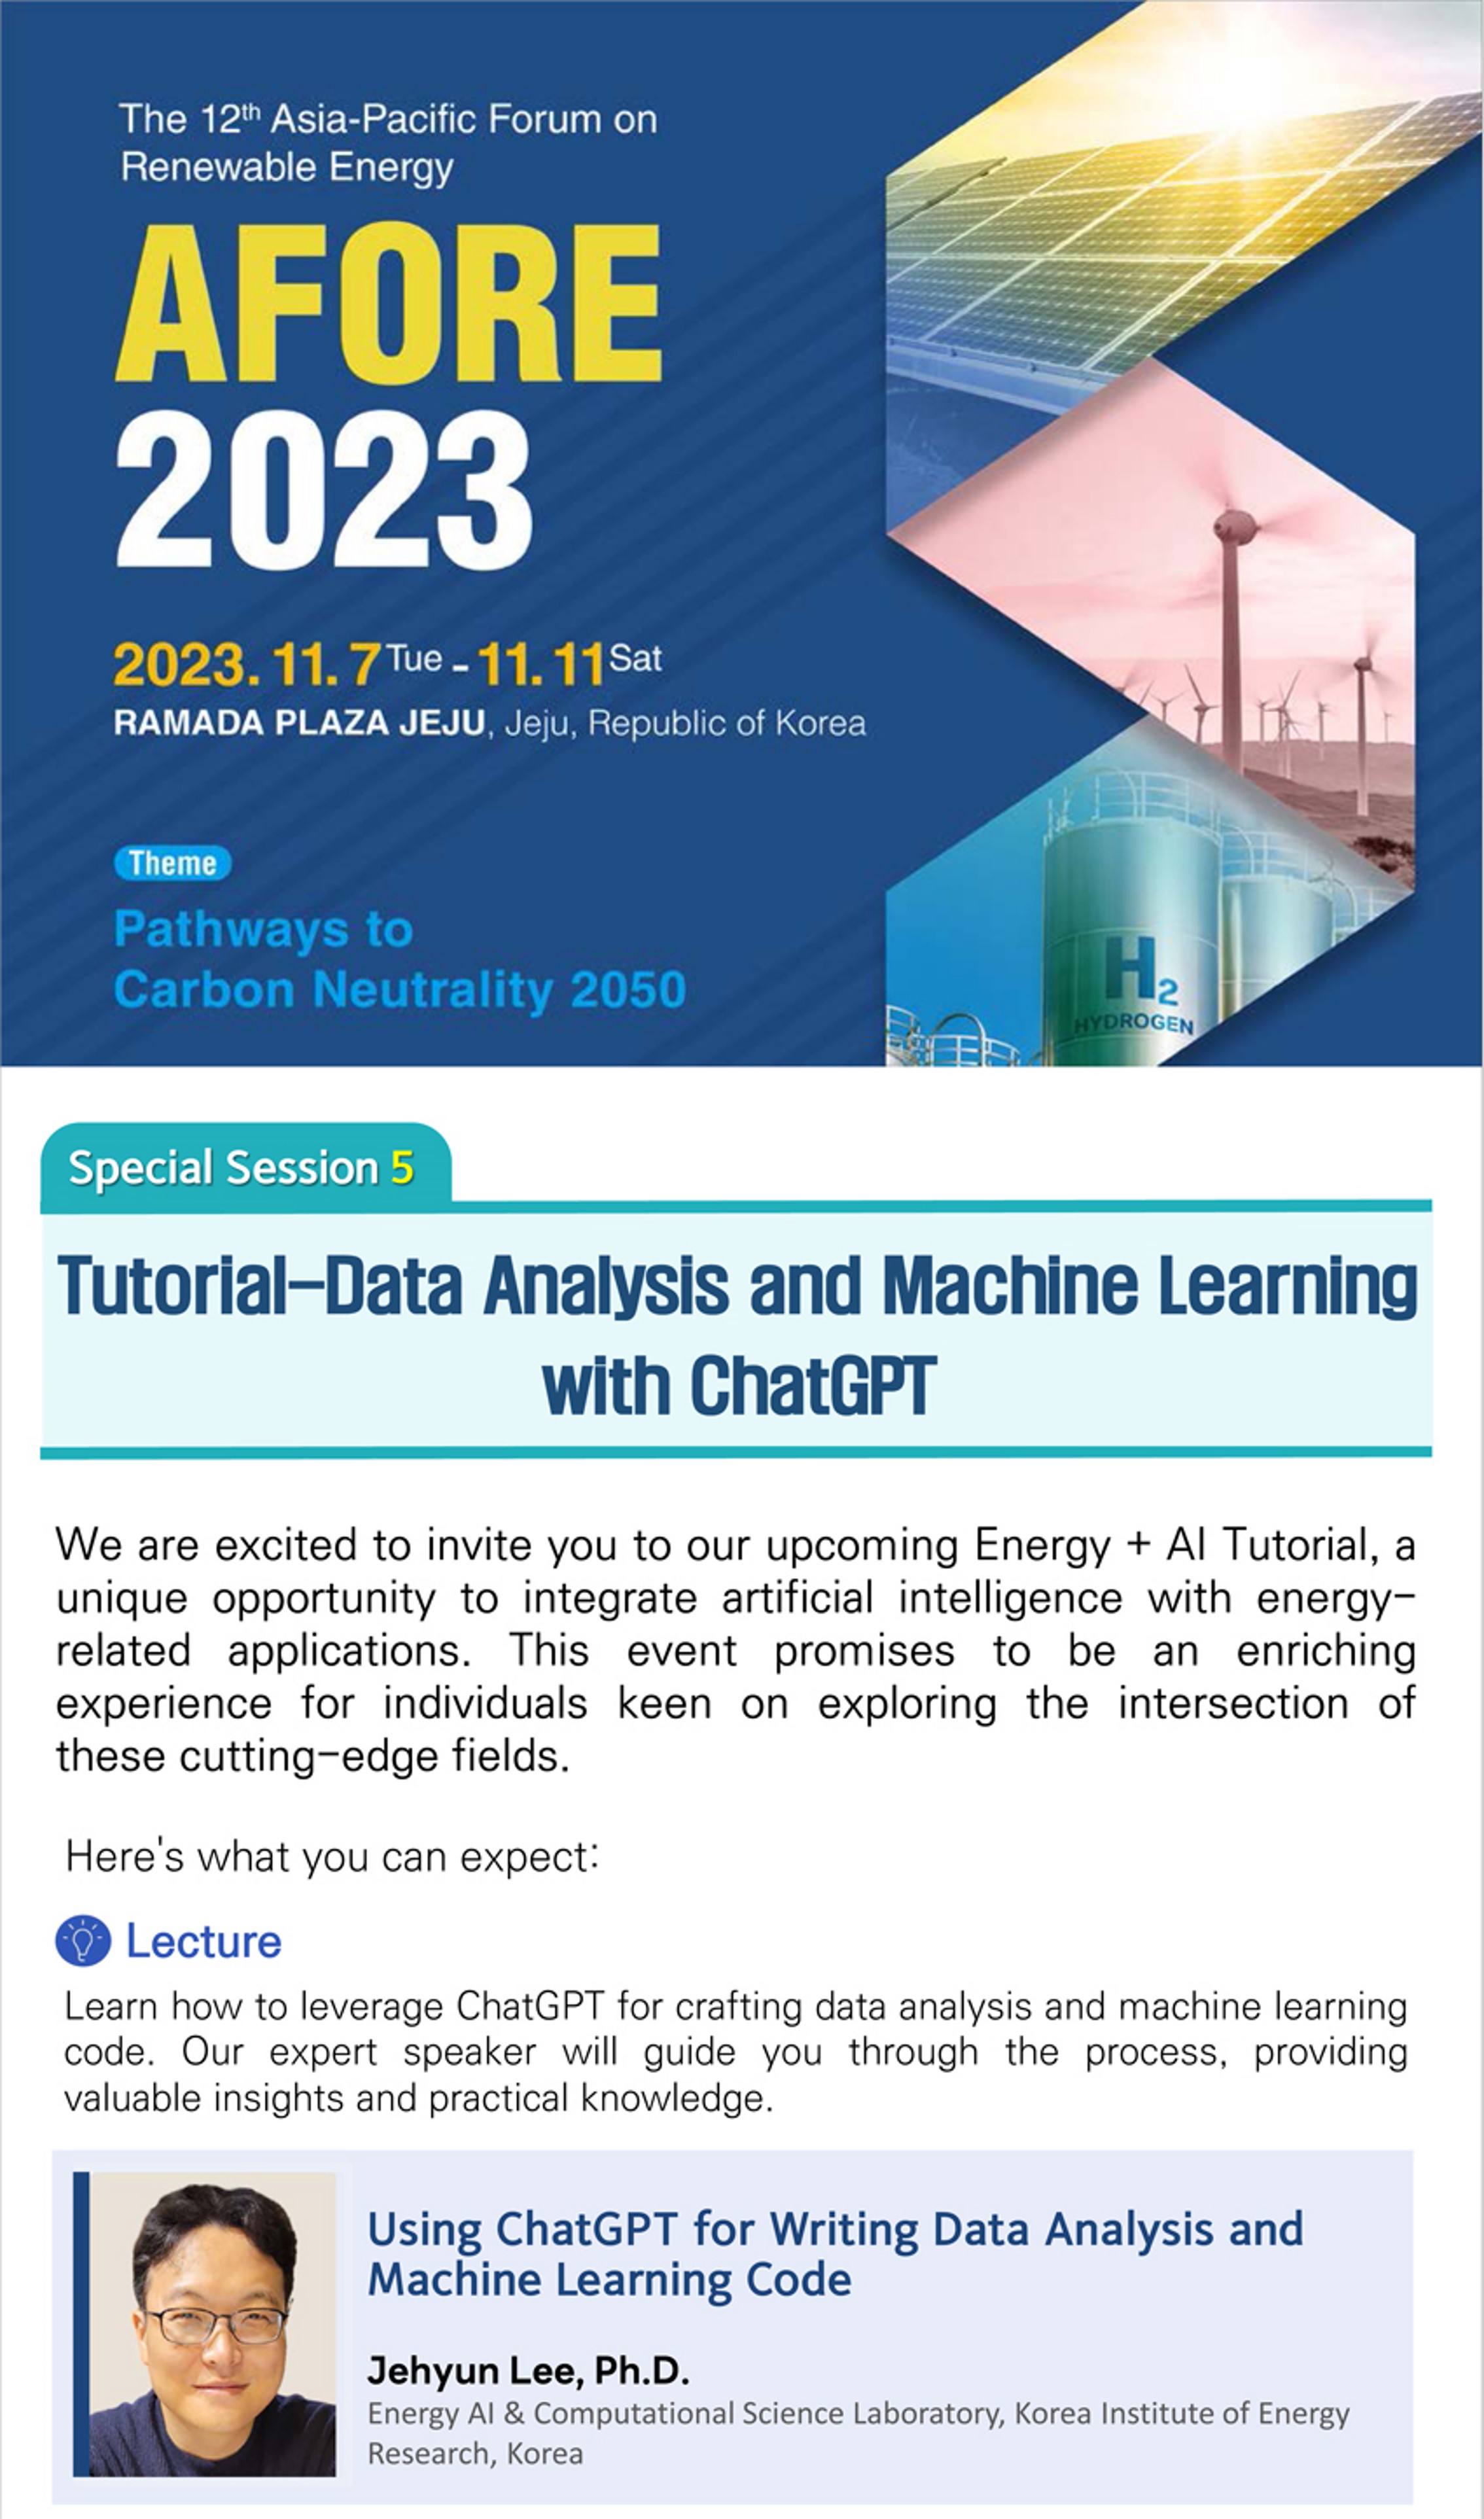 The 12th Asia-Pacific Forum on
Renewable Energy
AFORE
2023
2023. 11. 7 Tue - 11. 11 Sat
RAMADA PLAZA JEJU, Jeju, Republic of Korea
Theme
Pathways to
Carbon Neutrality 2050
H2
HYDROGEN
Special Session 5
Tutorial-Data Analysis and Machine Learning
with ChatGPT
We are excited to invite you to our upcoming Energy + AI Tutorial, a
unique opportunity to integrate artificial intelligence with energy-
related applications. This event promises to be an enriching
experience for individuals keen on exploring the intersection of
these cutting-edge fields.
Here's what you can expect:
Lecture
Learn how to leverage ChatGPT for crafting data analysis and machine learning
code. Our expert speaker will guide you through the process, providing
valuable insights and practical knowledge.
Using ChatGPT for Writing Data Analysis and
Machine Learning Code
Jehyun Lee, Ph.D.
Energy AI & Computational Science Laboratory, Korea Institute of Energy
Research, Korea